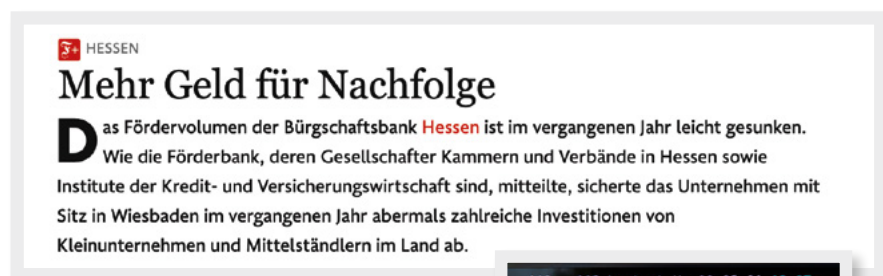 F+ HESSEN
Mehr Geld für Nachfolge
Das Fördervolumen der Bürgschaftsbank Hessen ist im vergangenen Jahr leicht gesunken.
Wie die Förderbank, deren Gesellschafter Kammern und Verbände in Hessen sowie
Institute der Kredit- und Versicherungswirtschaft sind, mitteilte, sicherte das Unternehmen mit
Sitz in Wiesbaden im vergangenen Jahr abermals zahlreiche Investitionen von
Kleinunternehmen und Mittelständlern im Land ab.